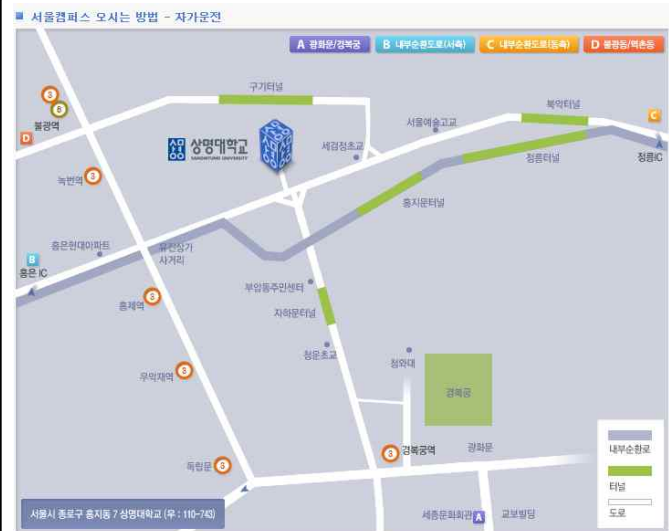 서울캠퍼스 오시는 방법 - 자가운전
A 광화문/경복궁
B 내부순환도로(서측)
C 내부순환도로(동측)
D 불광동/역촌동
구기터널
3
6
불광역
D
서울예술고교
북악터널
C
상명대학교
SANGMYUNG UNIVERSITY
세검정초교
정릉터널
정릉IC
녹번역 3
홍지문터널
홍은현대아파트
유진상가
사거리
B
홍은 IC
부암동주민센터
홍제역 3
자하문터널
청운초교
청와대
무악재역 3
경복궁
3 경복궁역
광화문
내부순환로
독립문 3
터널
세종문화회관 A
교보빌딩
도로
서울시 종로구 홍지동 7 상명대학교 (우 : 110-743)